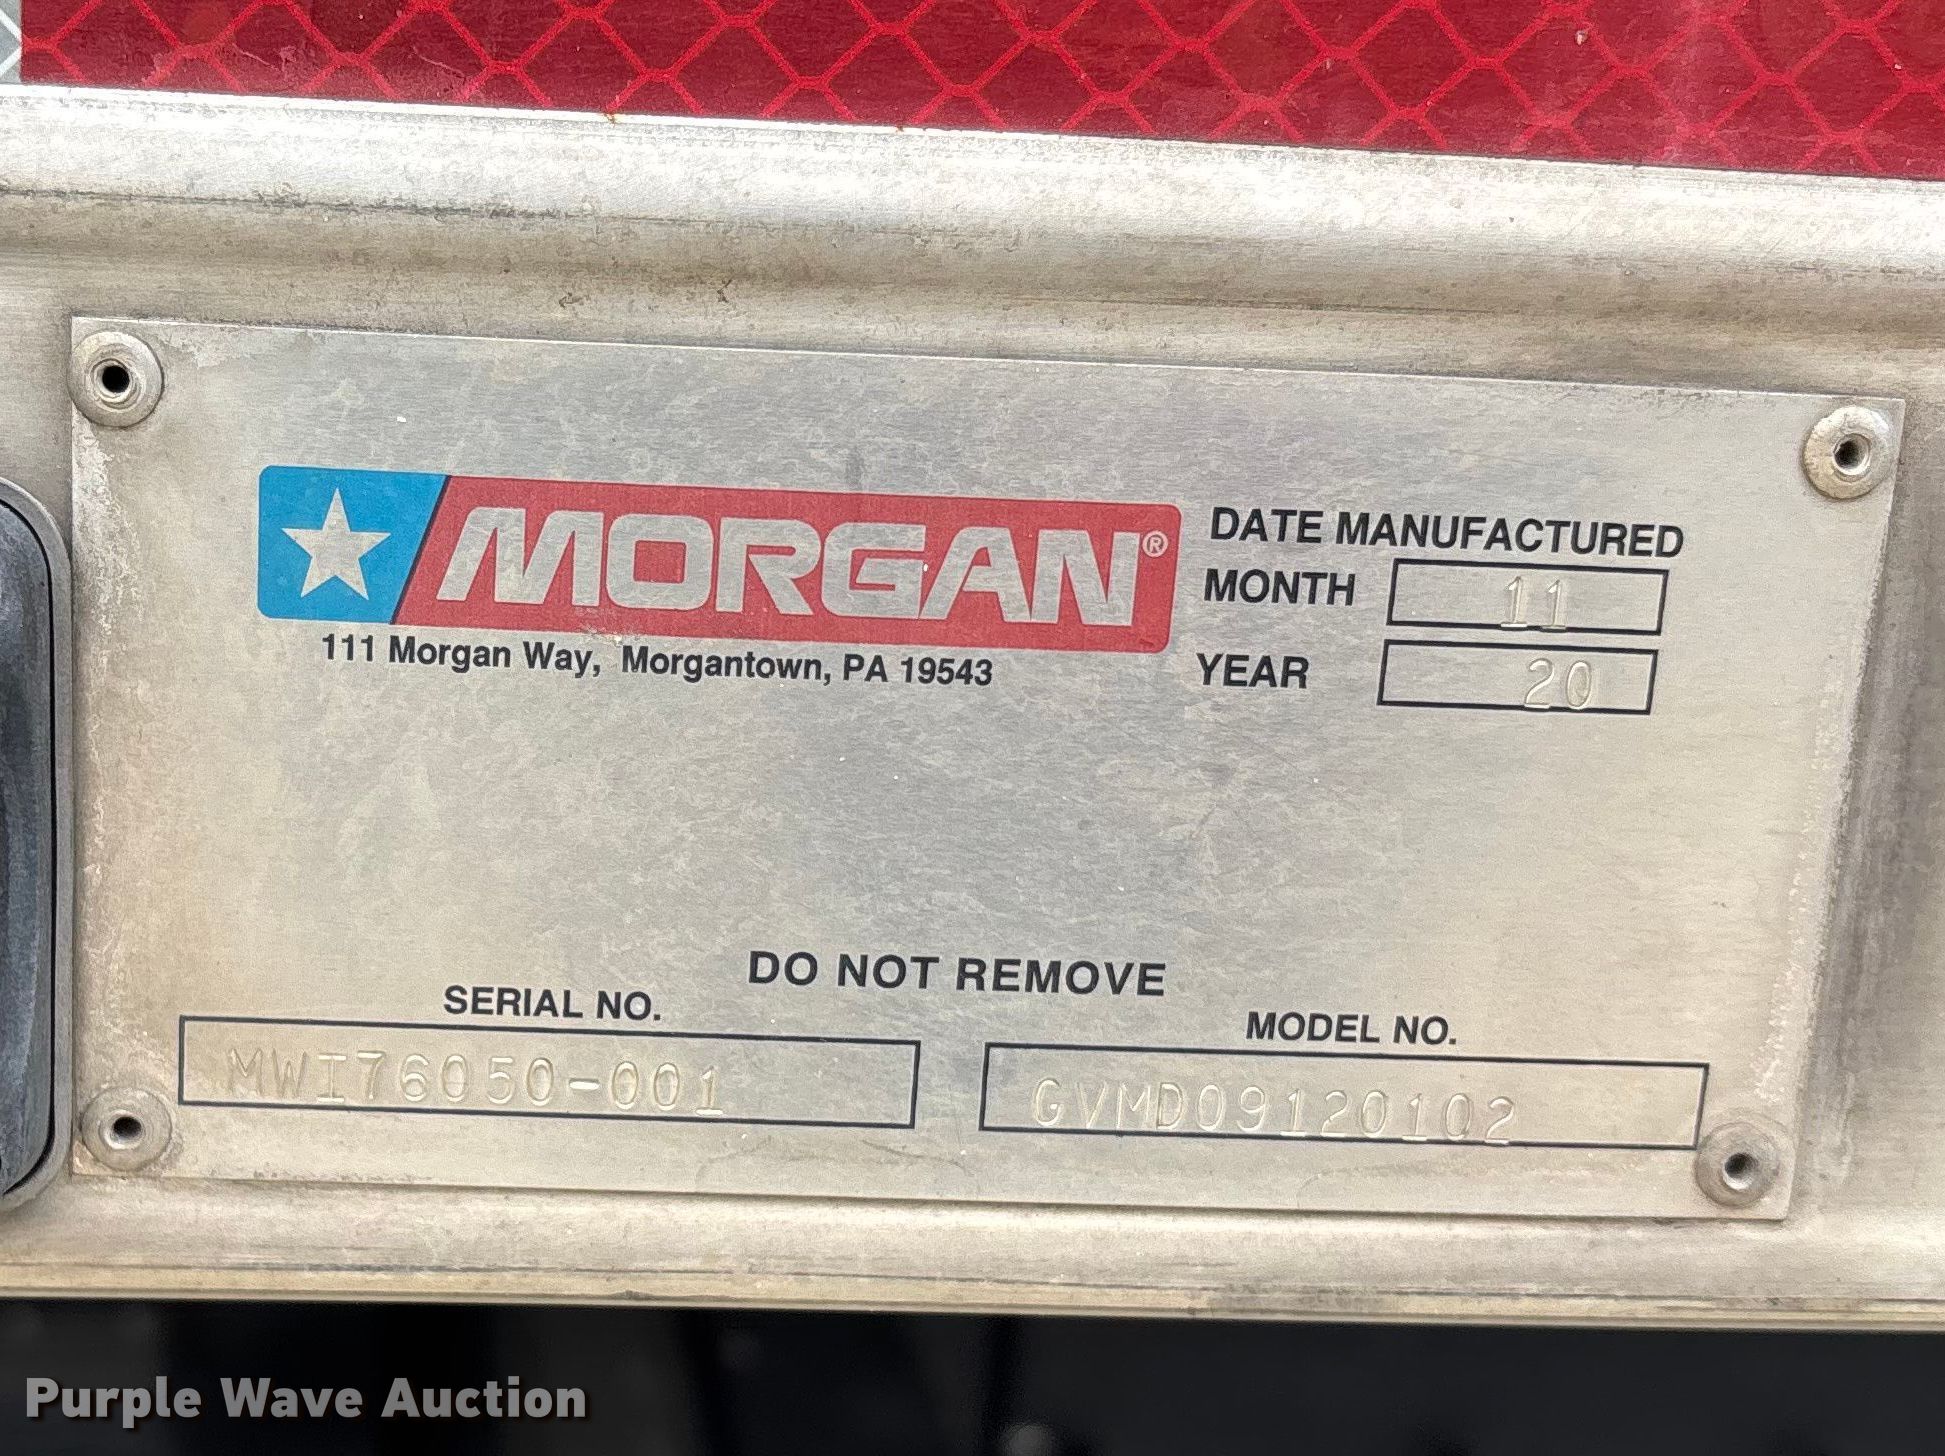 MORGAN®
111 Morgan Way, Morgantown, PA 19543
DATE MANUFACTURED
MONTH 11
YEAR 20
DO NOT REMOVE
SERIAL NO.
MWI76050-001
MODEL NO.
GVMD09120102
Purple Wave Auction